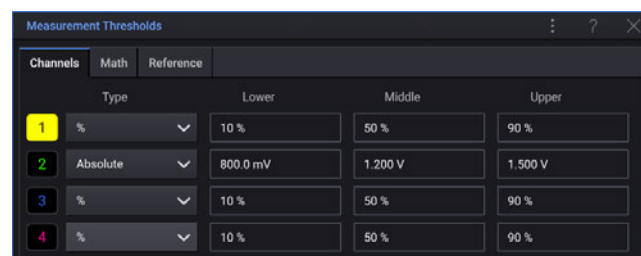 Measurement Thresholds ?
Channels Math Reference
Type Lower Middle Upper
1 % 10 % 50 % 90 %
2 Absolute 800.0 mV 1.200 V 1.500 V
3 % 10 % 50 % 90 %
4 % 10 % 50 % 90 %